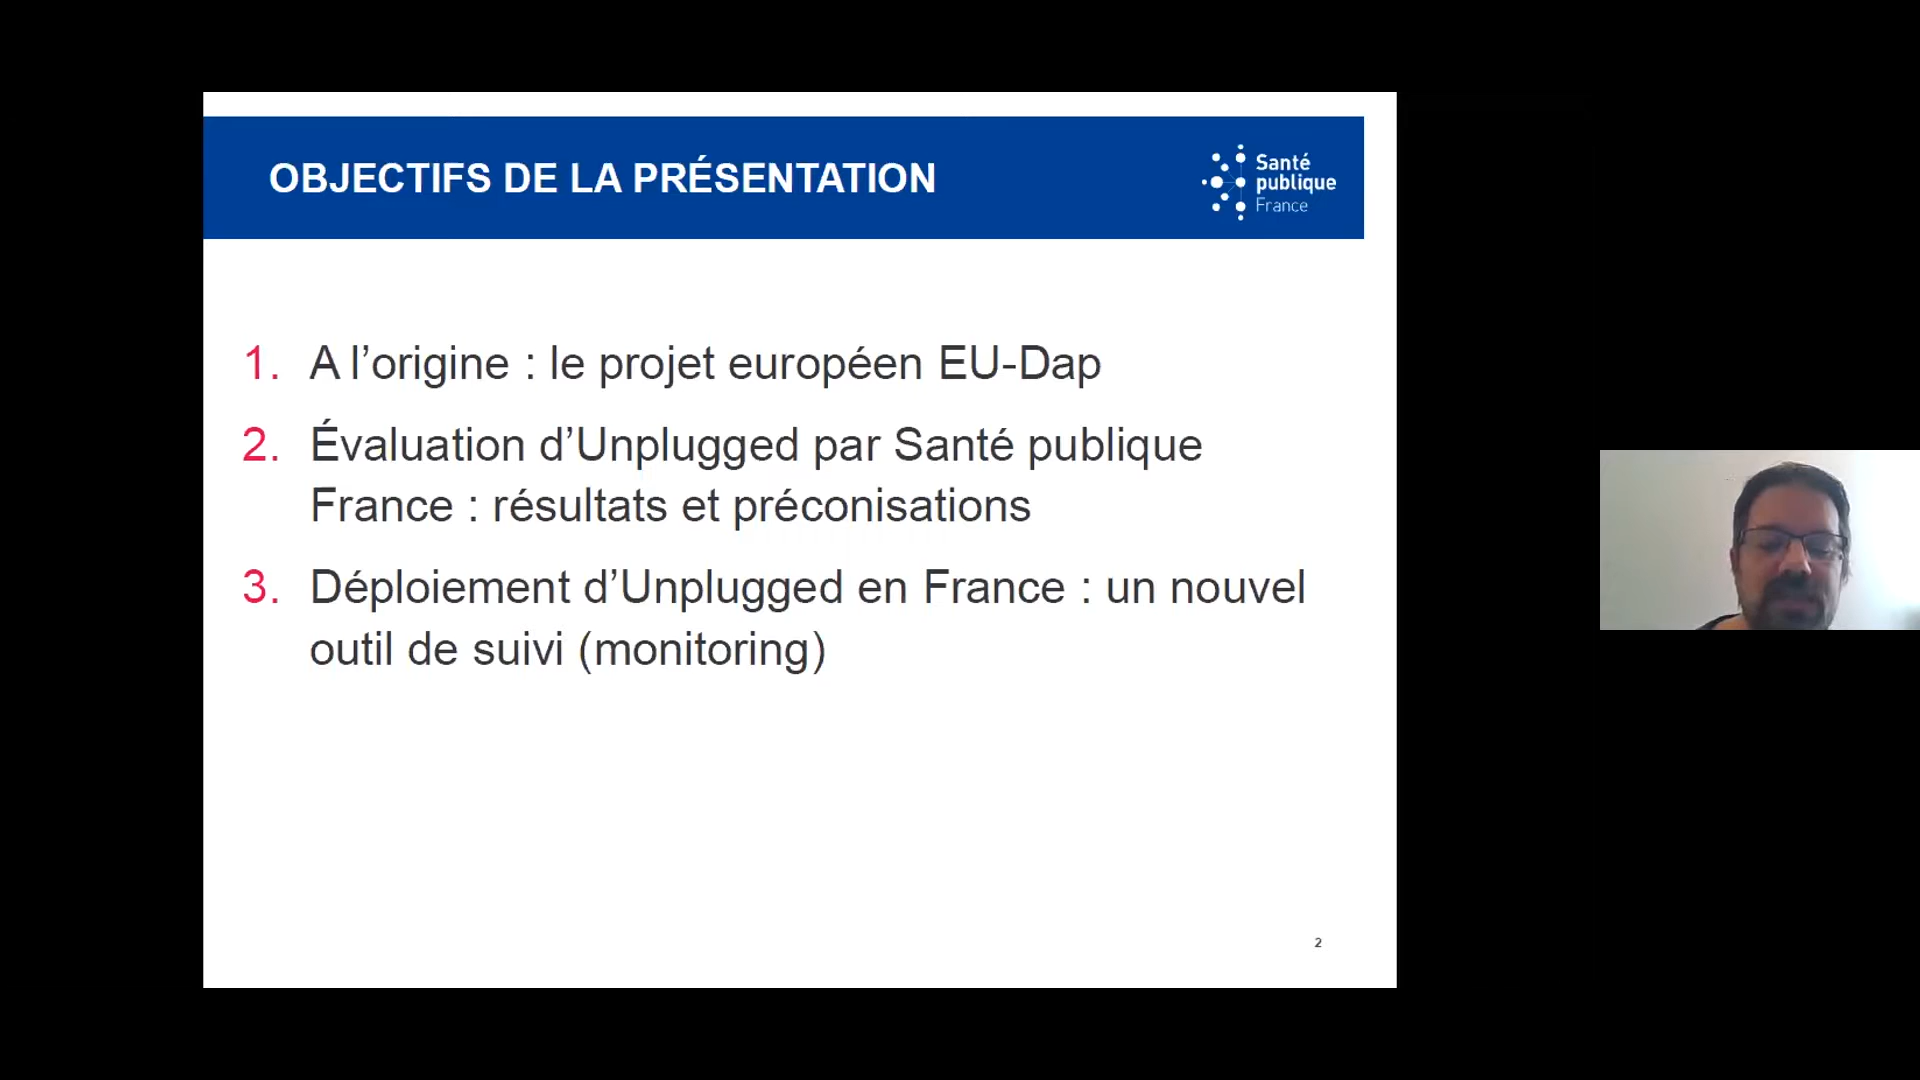 OBJECTIFS DE LA PRÉSENTATION
Santé
publique
France
1. A l’origine : le projet européen EU-Dap
2. Évaluation d’Unplugged par Santé publique
France : résultats et préconisations
3. Déploiement d’Unplugged en France : un nouvel
outil de suivi (monitoring)
2